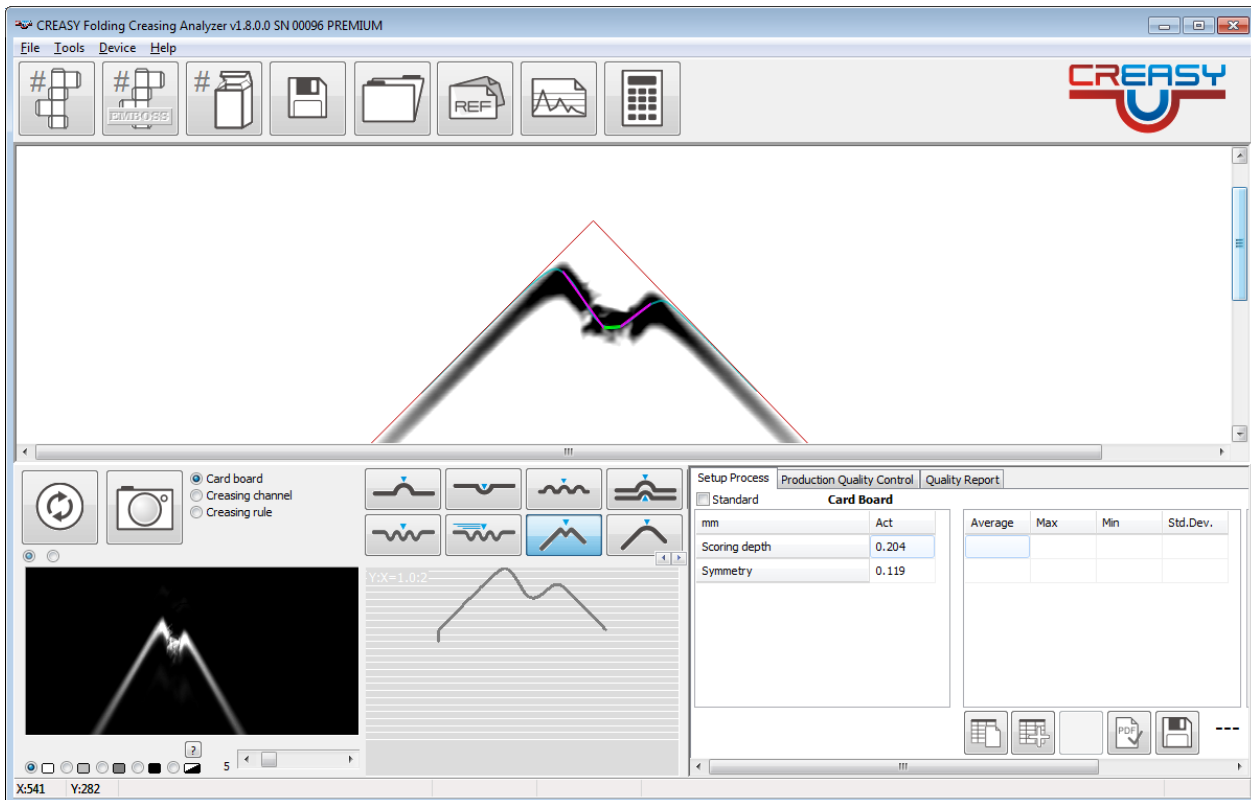 CREASY Folding Creasing Analyzer v1.8.0.0 SN 00096 PREMIUM
File Tools Device Help
# # EMBOSS # REF
CREASY
Card board
Creasing channel
Creasing rule
Setup Process Production Quality Control Quality Report
Standard Card Board
mm Act Average Max Min Std.Dev.
Scoring depth 0.204
Symmetry 0.119
Y:X=1.0:2
PDF ---
? 5
X:541 Y:282